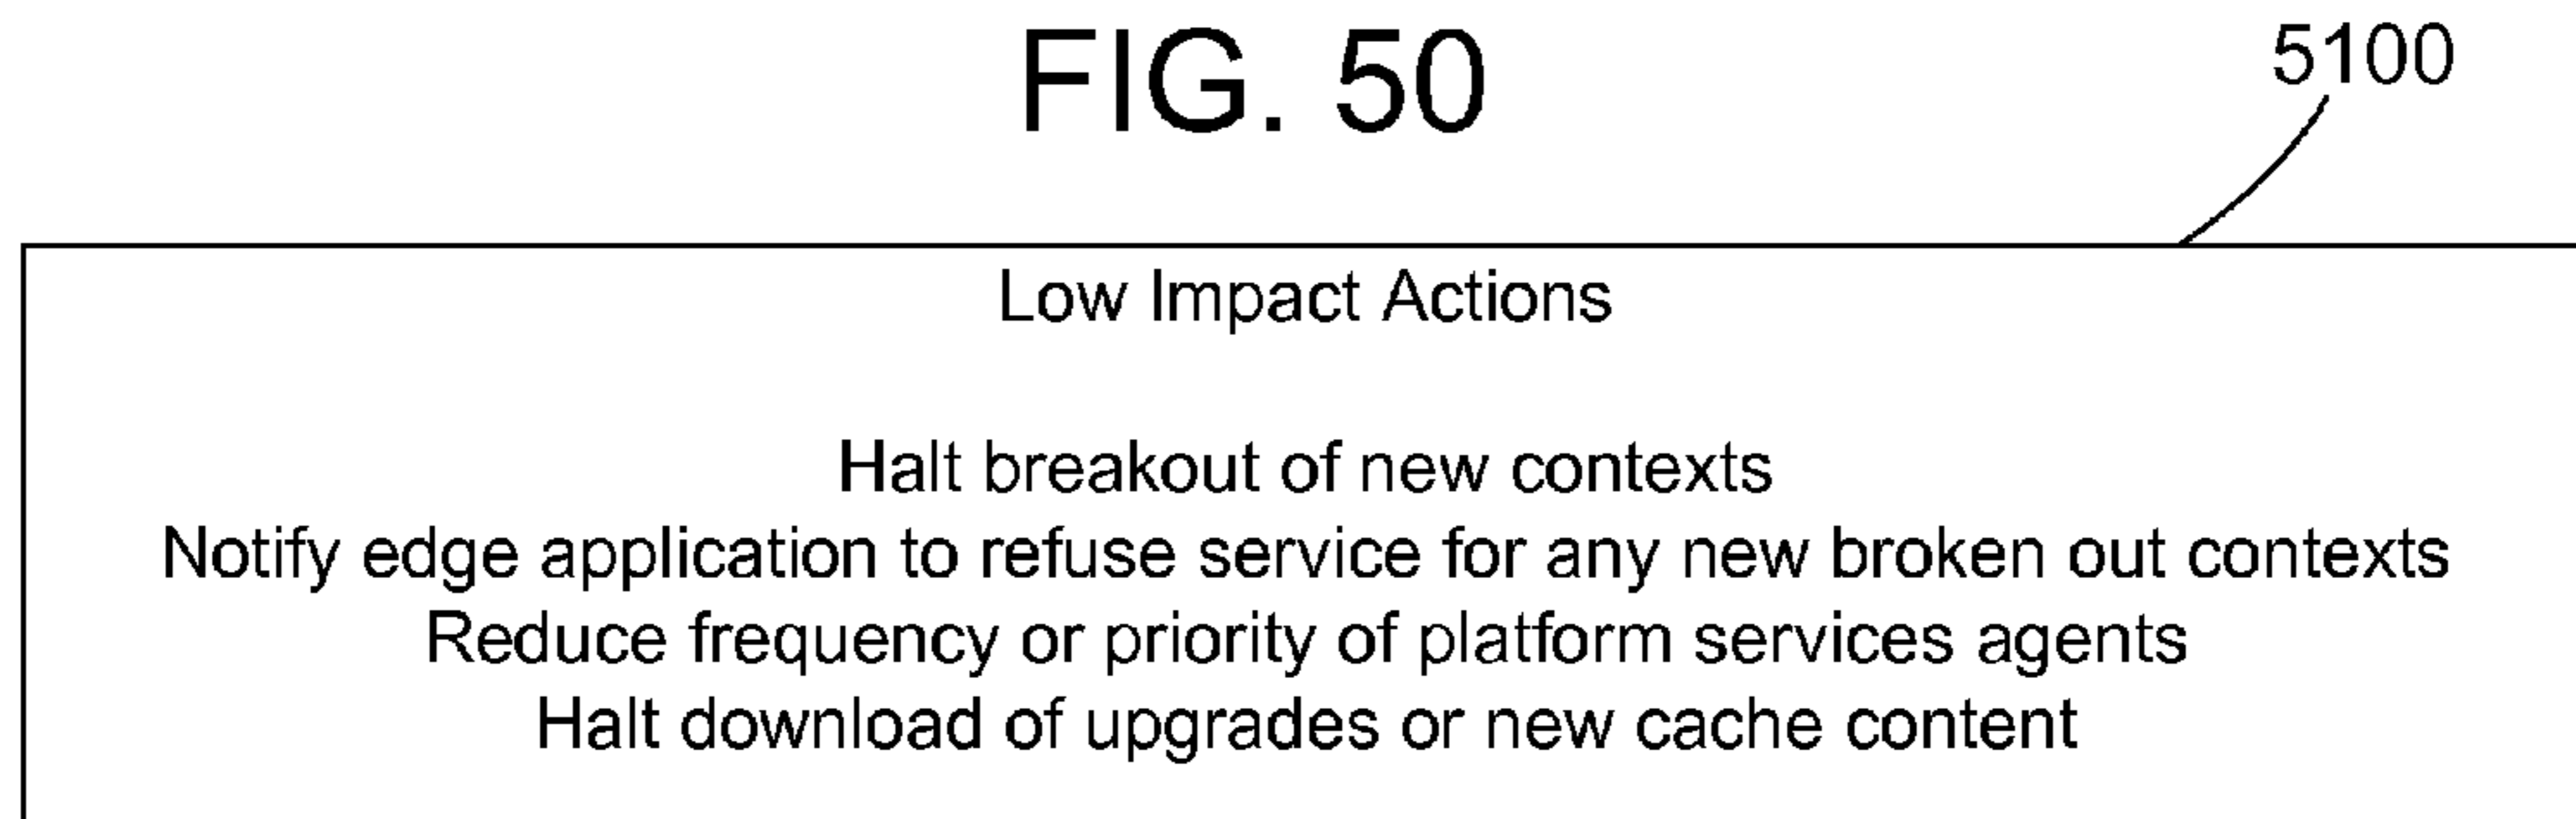 FIG. 50
5100
Low Impact Actions
Halt breakout of new contexts
Notify edge application to refuse service for any new broken out contexts
Reduce frequency or priority of platform services agents
Halt download of upgrades or new cache content